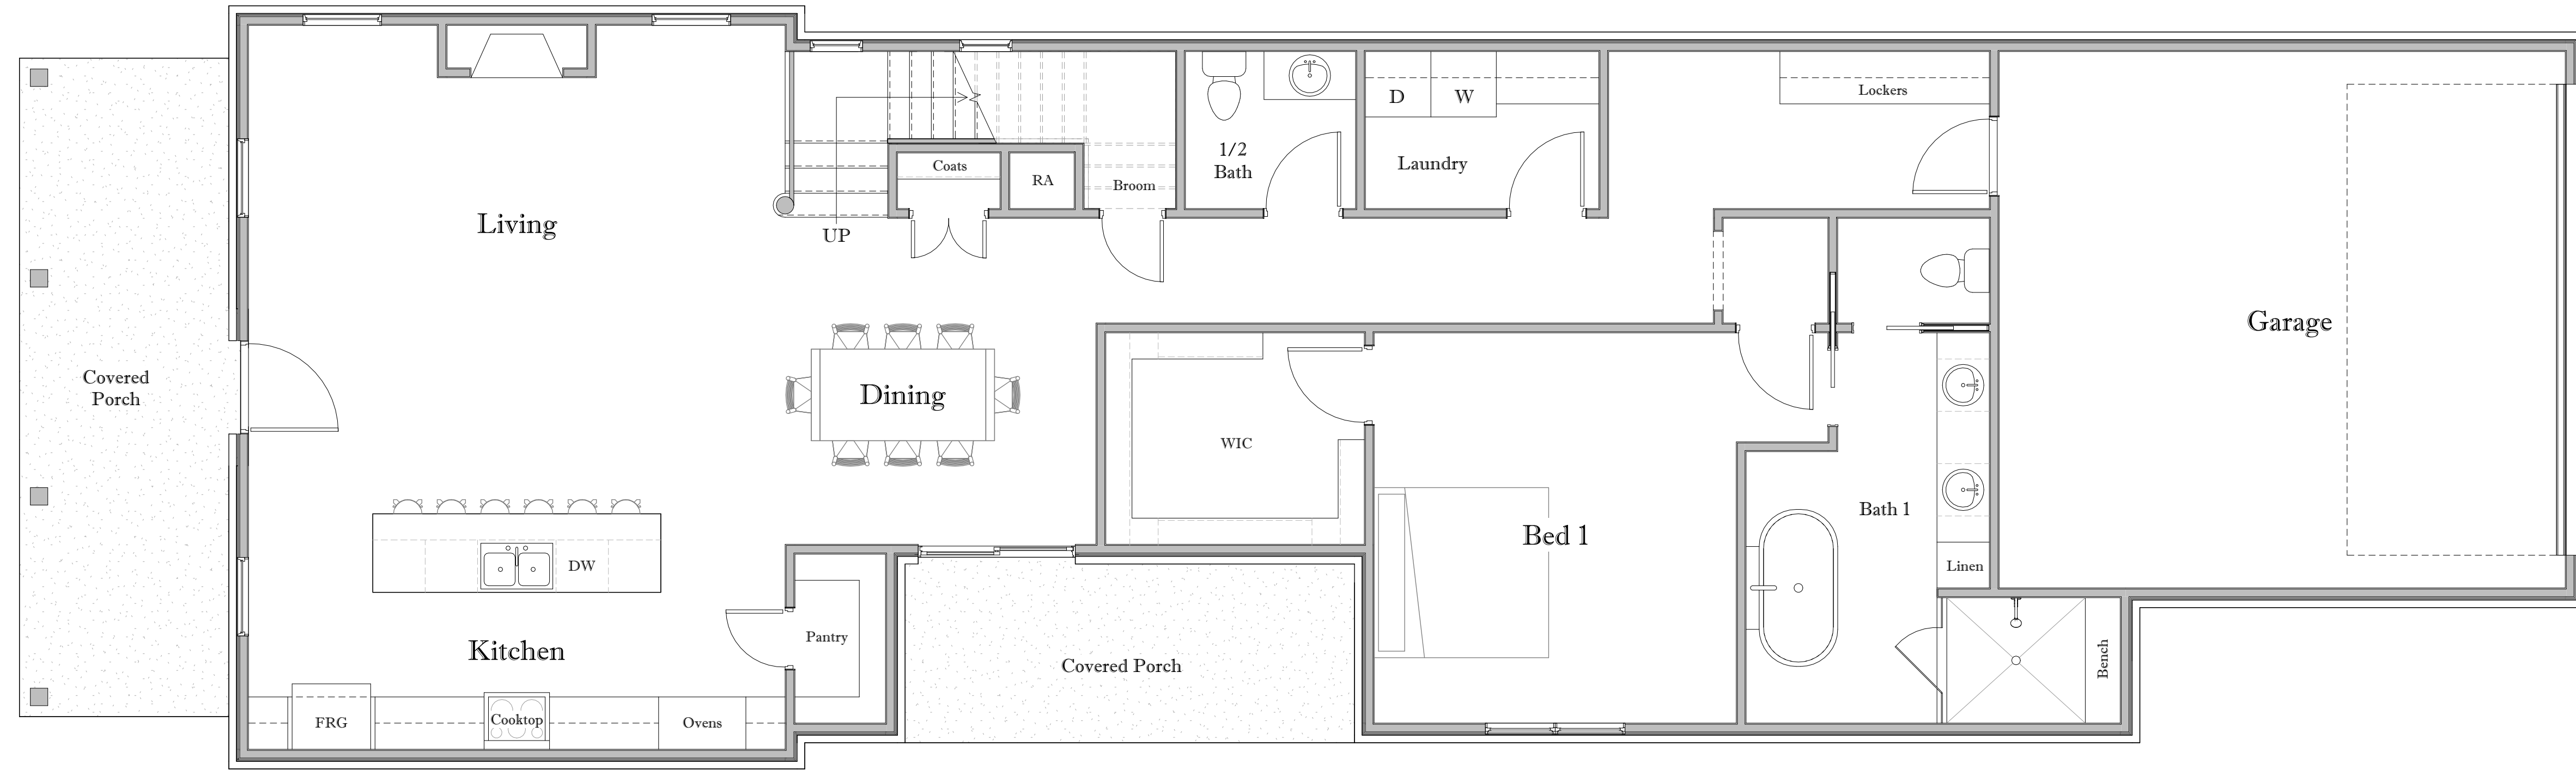 Lockers
D
W
1/2
Bath
Laundry
Coats
RA
Broom
Living
UP
Garage
Covered
Porch
Dining
WIC
Bed 1
Bath 1
DW
Linen
Kitchen
Pantry
Covered Porch
Bench
FRG
Cooktop
Ovens